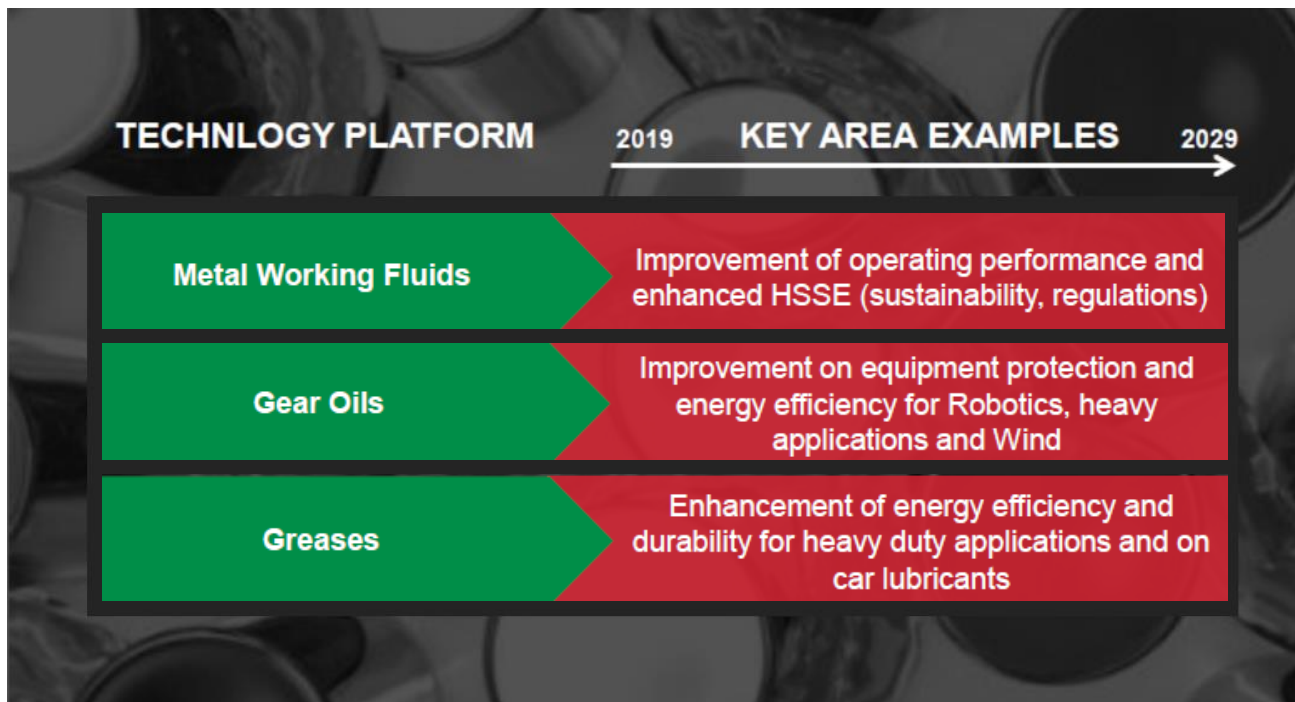 TECHNLOGY PLATFORM
2019 KEY AREA EXAMPLES 2029
Metal Working Fluids
Improvement of operating performance and
enhanced HSSE (sustainability, regulations)
Gear Oils
Improvement on equipment protection and
energy efficiency for Robotics, heavy
applications and Wind
Greases
Enhancement of energy efficiency and
durability for heavy duty applications and on
car lubricants